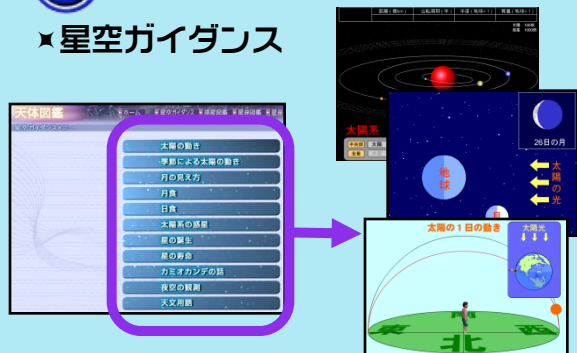 星空ガイダンス
天体図鑑
太陽の動き
季節による太陽の動き
月の見え方
月食
日食
太陽系の惑星
星の誕生
星の寿命
カミオカンデの話
夜空の観測
天文用語
太陽系
26日の月
地球
月
太陽の光
太陽の1日の動き
太陽光
南
東
西
北